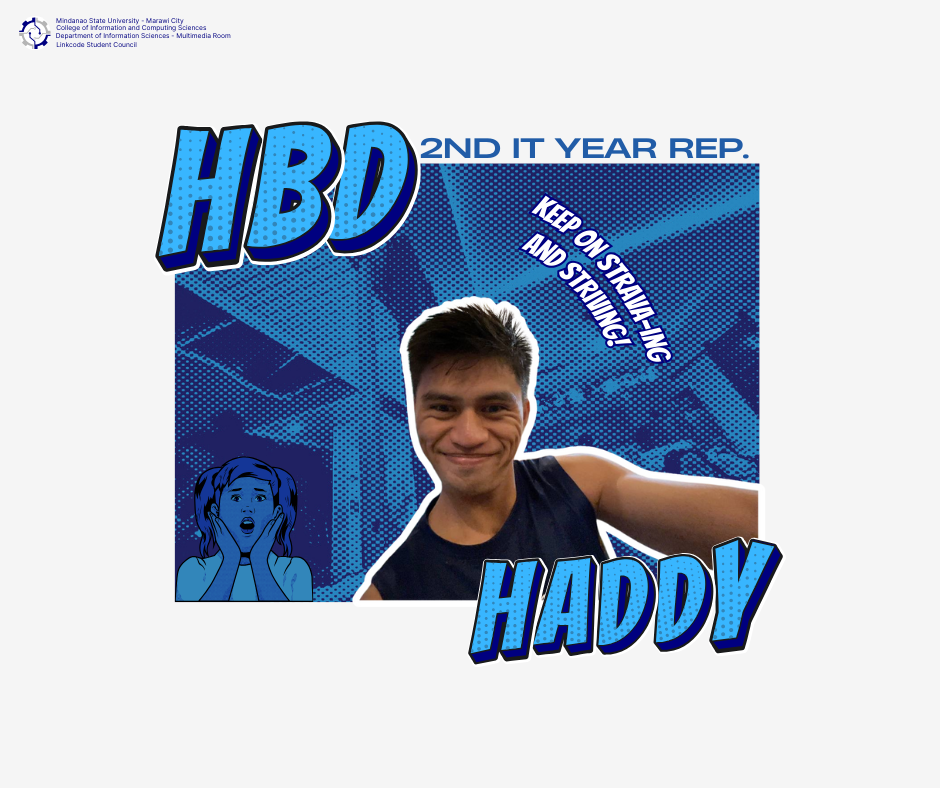 Mindanao State University - Marawi City
College of Information and Computing Sciences
Department of Information Sciences - Multimedia Room
Linkcode Student Council
HBD
2ND IT YEAR REP.
KEEP ON STRAVA-ING
AND STRIVING!
HADDY